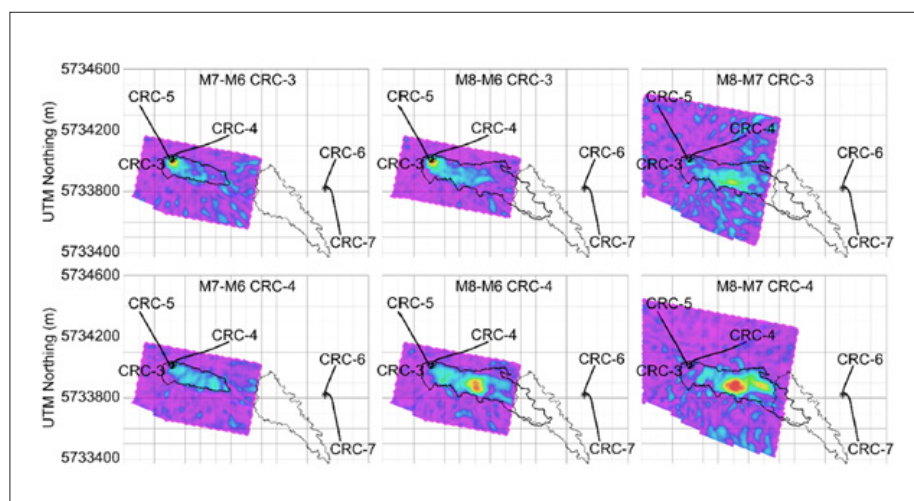 5734600
M7-M6 CRC-3
M8-M6 CRC-3
M8-M7 CRC-3
CRC-5
CRC-5
CRC-5
5734200
CRC-4
CRC-4
CRC-4
CRC-3
CRC-3
CRC-3
CRC-6
CRC-6
CRC-6
5733800
CRC-7
CRC-7
CRC-7
5733400
UTM Northing (m)
5734600
M7-M6 CRC-4
M8-M6 CRC-4
M8-M7 CRC-4
CRC-5
CRC-5
CRC-5
5734200
CRC-4
CRC-4
CRC-4
CRC-3
CRC-3
CRC-3
CRC-6
CRC-6
CRC-6
5733800
CRC-7
CRC-7
CRC-7
5733400
UTM Northing (m)